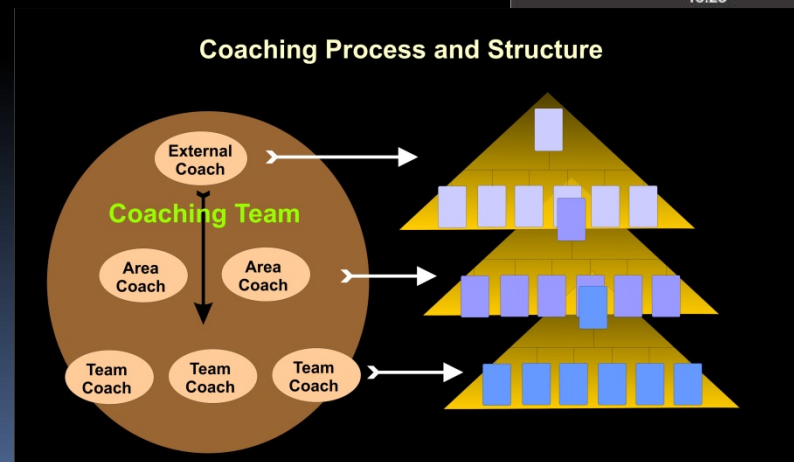 Coaching Process and Structure
External
Coach
Coaching Team
Area
Coach
Area
Coach
Team
Coach
Team
Coach
Team
Coach